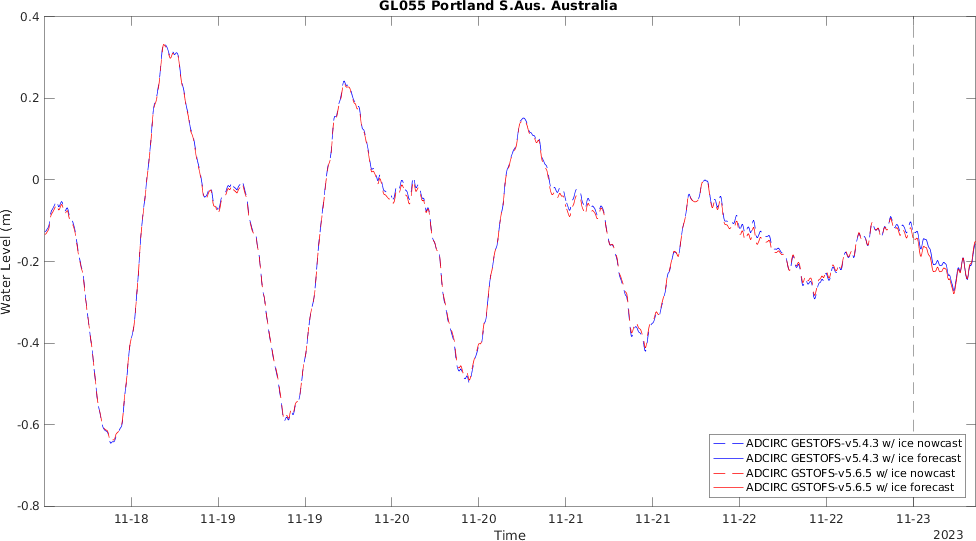 GL055 Portland S.Aus. Australia
0.4
0.2
0
-0.2
-0.4
-0.6
-0.8
Water Level (m)
ADCIRC GESTOFS-v5.4.3 w/ ice nowcast
ADCIRC GESTOFS-v5.4.3 w/ ice forecast
ADCIRC GSTOFS-v5.6.5 w/ ice nowcast
ADCIRC GSTOFS-v5.6.5 w/ ice forecast
11-18 11-19 11-19 11-20 11-20 11-21 11-21 11-22 11-22 11-23
Time
2023